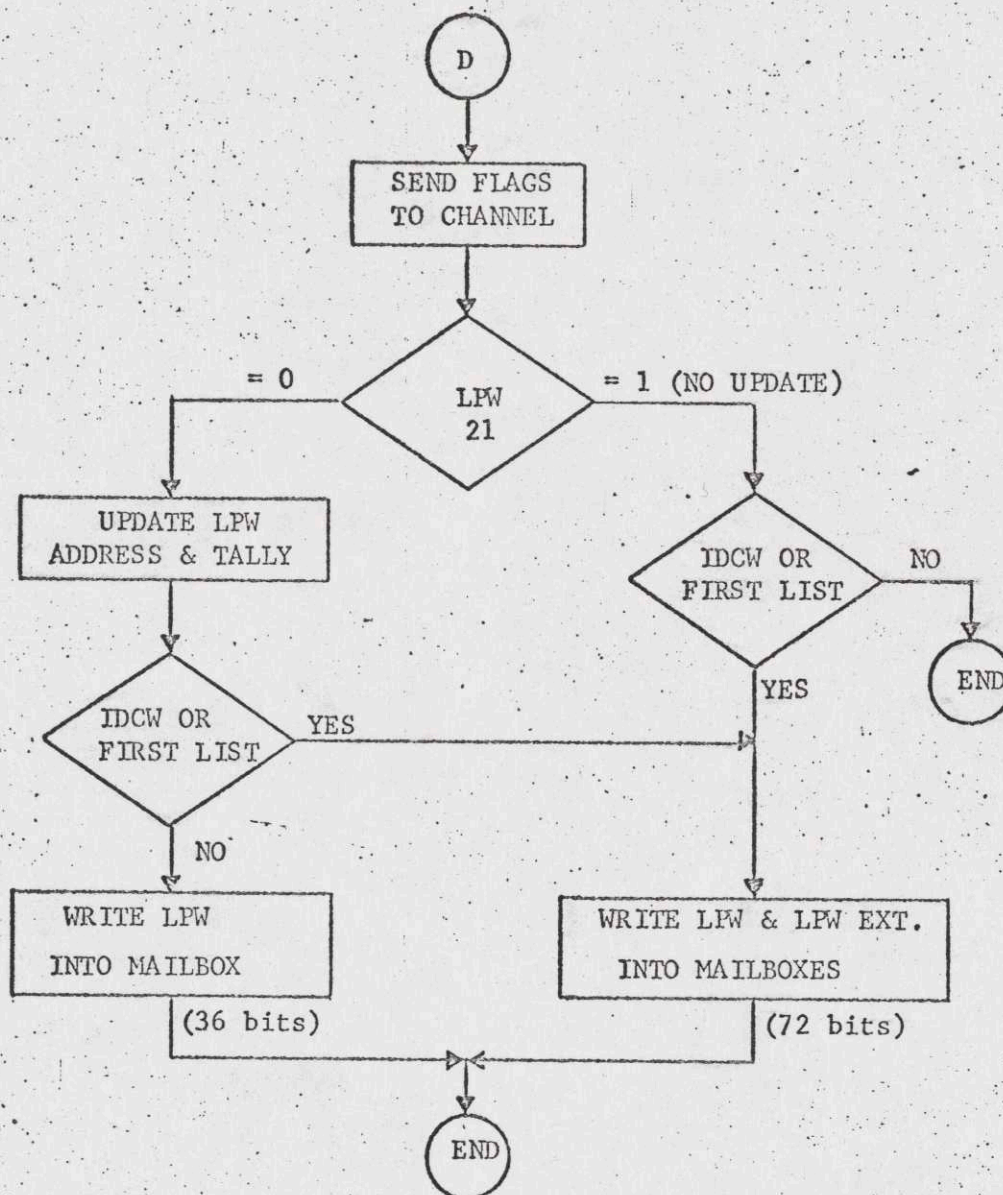 D
SEND FLAGS
TO CHANNEL
= 0
LPW
21
= 1 (NO UPDATE)
UPDATE LPW
ADDRESS & TALLY
IDCW OR
FIRST LIST
NO
END
YES
IDCW OR
FIRST LIST
YES
NO
WRITE LPW
INTO MAILBOX
(36 bits)
WRITE LPW & LPW EXT.
INTO MAILBOXES
(72 bits)
END